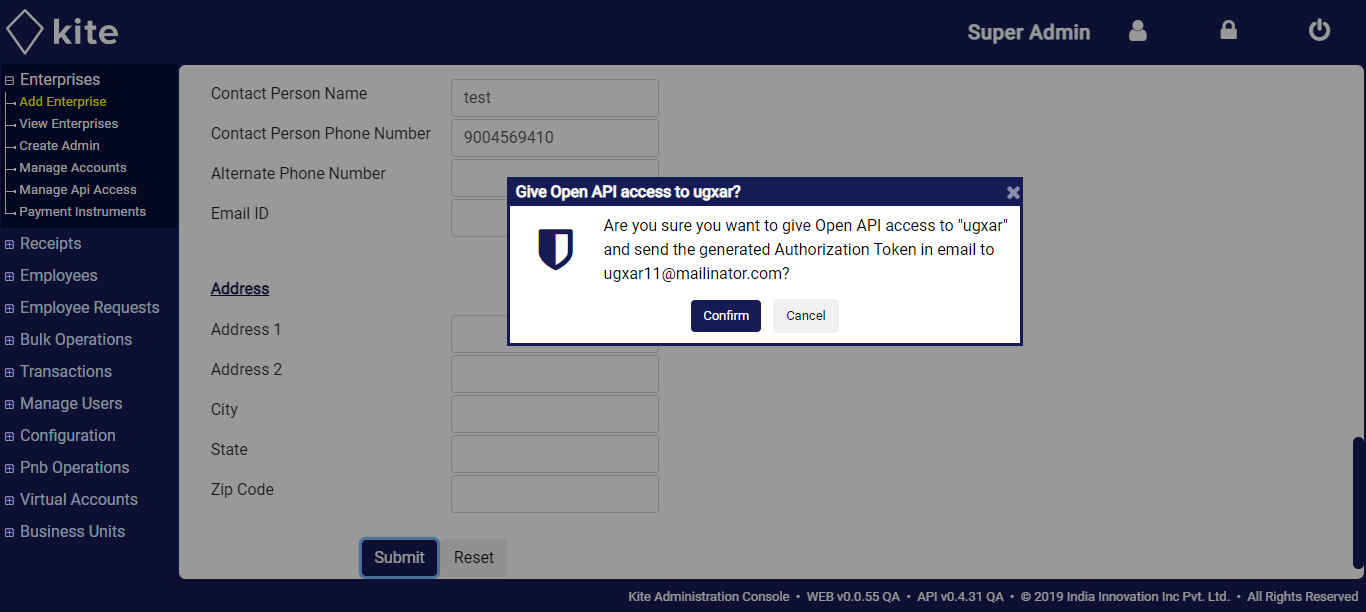 kite
Super Admin
Enterprises
Add Enterprise
View Enterprises
Create Admin
Manage Accounts
Manage Api Access
Payment Instruments
Receipts
Employees
Employee Requests
Bulk Operations
Transactions
Manage Users
Configuration
Pnb Operations
Virtual Accounts
Business Units
Contact Person Name
test
Contact Person Phone Number
9004569410
Alternate Phone Number
Email ID
Address
Address 1
Address 2
City
State
Zip Code
Submit
Reset
Give Open API access to ugxar?
Are you sure you want to give Open API access to "ugxar"
and send the generated Authorization Token in email to
ugxar11@mailinator.com?
Confirm
Cancel
Kite Administration Console • WEB v0.0.55 QA • API v0.4.31 QA • © 2019 India Innovation Inc Pvt. Ltd. • All Rights Reserved